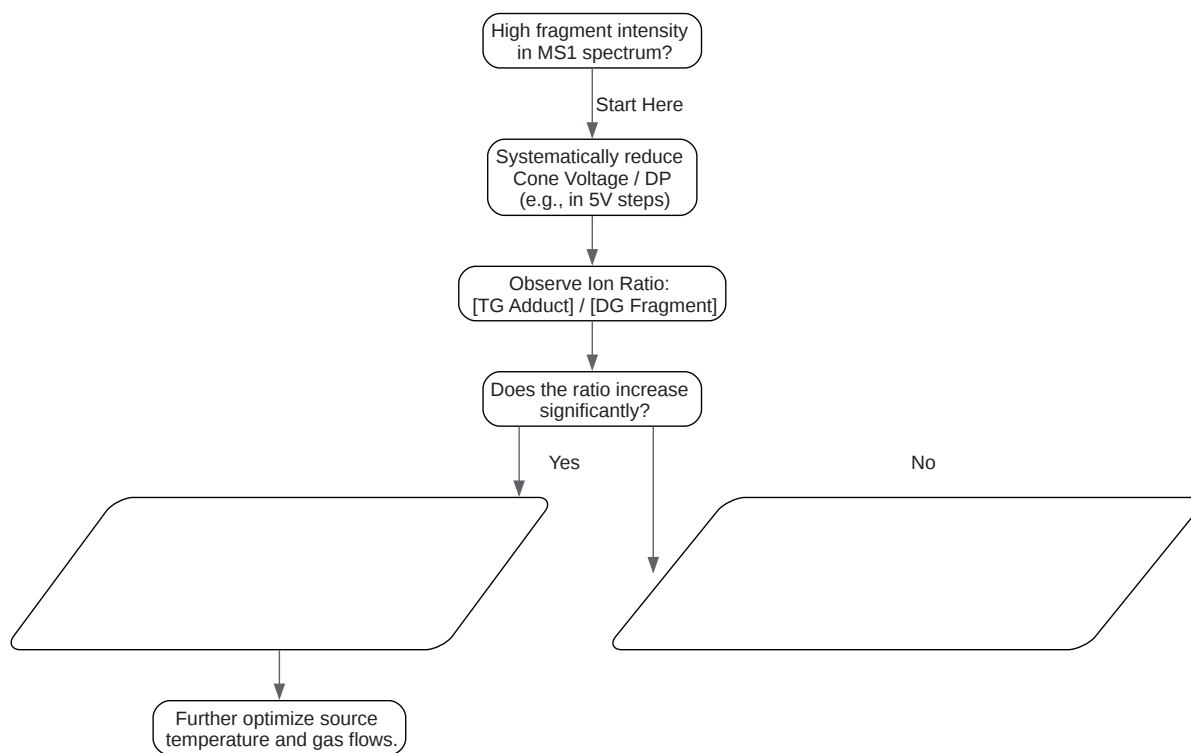 High fragment intensity
in MS1 spectrum?
Start Here
Systematically reduce
Cone Voltage / DP
(e.g., in 5V steps)
Observe Ion Ratio:
[TG Adduct] / [DG Fragment]
Does the ratio increase
significantly?
Yes
No
Further optimize source
temperature and gas flows.